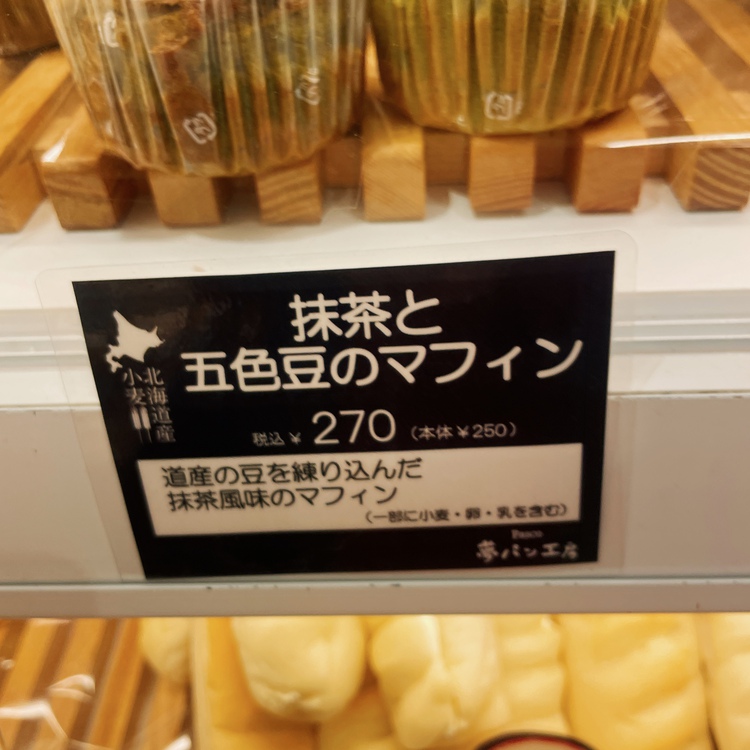 抹茶と
五色豆のマフィン
北海道産
小麦
税込¥270(本体¥250)
道産の豆を練り込んだ
抹茶風味のマフィン
(一部に小麦・卵・乳を含む)
Pasco
夢パン工房